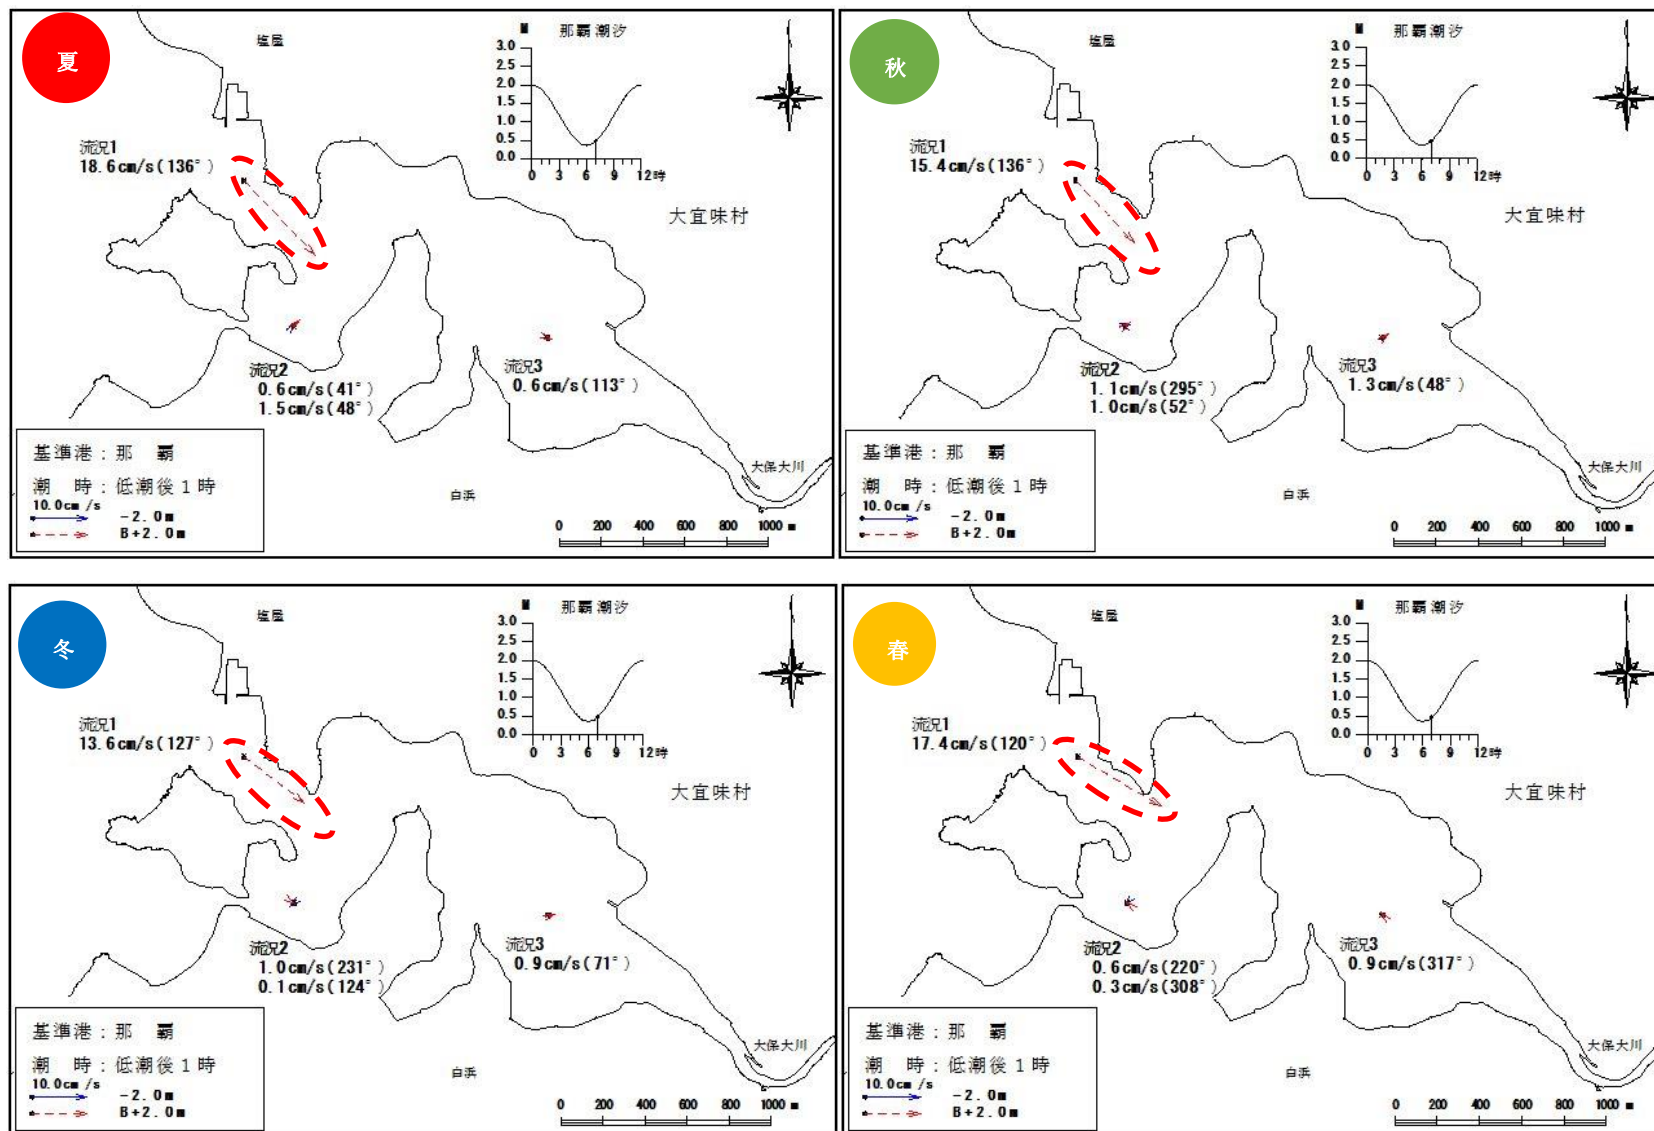 夏
塩屋
M 那覇潮汐
3.0
2.5
2.0
1.5
1.0
0.5
0.0
0 3 6 9 12時
流況1
18.6cm/s(136°)
大宜味村
流況2
0.6cm/s(41°)
1.5cm/s(48°)
流況3
0.6cm/s(113°)
基準港：那 覇
潮 時：低潮後1時
10.0cm/s
-2.0m
B+2.0m
白浜
大保大川
0 200 400 600 800 1000 m
秋
塩屋
M 那覇潮汐
3.0
2.5
2.0
1.5
1.0
0.5
0.0
0 3 6 9 12時
流況1
15.4cm/s(136°)
大宜味村
流況2
1.1cm/s(295°)
1.0cm/s(52°)
流況3
1.3cm/s(48°)
基準港：那 覇
潮 時：低潮後1時
10.0cm/s
-2.0m
B+2.0m
白浜
大保大川
0 200 400 600 800 1000 m
冬
塩屋
M 那覇潮汐
3.0
2.5
2.0
1.5
1.0
0.5
0.0
0 3 6 9 12時
流況1
13.6cm/s(127°)
大宜味村
流況2
1.0cm/s(231°)
0.1cm/s(124°)
流況3
0.9cm/s(71°)
基準港：那 覇
潮 時：低潮後1時
10.0cm/s
-2.0m
B+2.0m
白浜
大保大川
0 200 400 600 800 1000 m
春
塩屋
M 那覇潮汐
3.0
2.5
2.0
1.5
1.0
0.5
0.0
0 3 6 9 12時
流況1
17.4cm/s(120°)
大宜味村
流況2
0.6cm/s(220°)
0.3cm/s(308°)
流況3
0.9cm/s(317°)
基準港：那 覇
潮 時：低潮後1時
10.0cm/s
-2.0m
B+2.0m
白浜
大保大川
0 200 400 600 800 1000 m